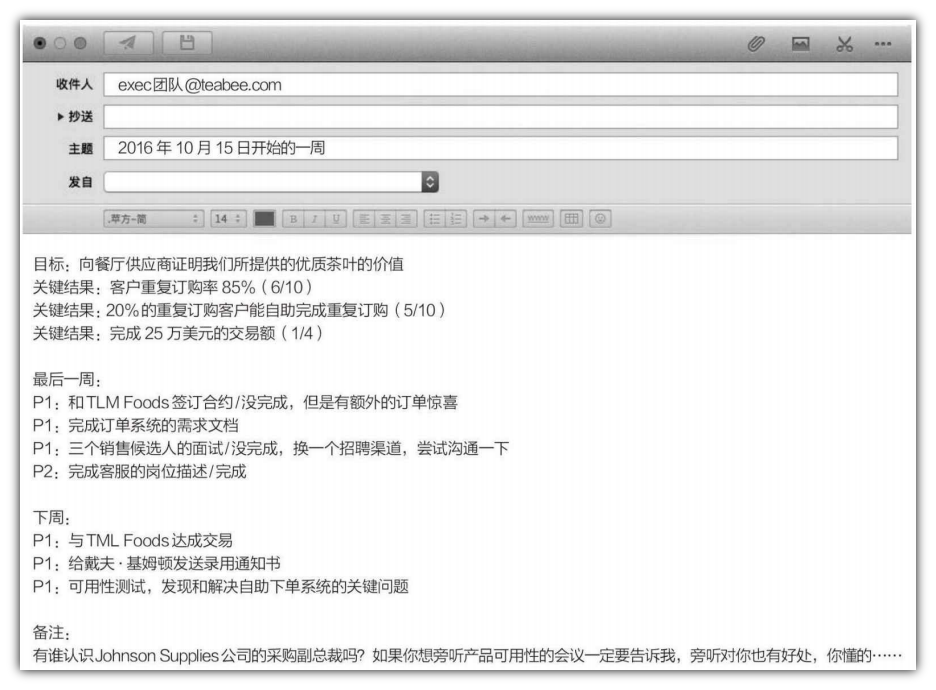 收件人 exec团队@teabee.com
▸ 抄送
主题 2016 年 10 月 15 日开始的一周
发自
.苹方-简 14 B I U www
目标：向餐厅供应商证明我们所提供的优质茶叶的价值
关键结果：客户重复订购率 85%（6/10）
关键结果：20%的重复订购客户能自助完成重复订购（5/10）
关键结果：完成 25 万美元的交易额（1/4）
最后一周：
P1：和 TLM Foods 签订合约/没完成，但是有额外的订单惊喜
P1：完成订单系统的需求文档
P1：三个销售候选人的面试/没完成，换一个招聘渠道，尝试沟通一下
P2：完成客服的岗位描述/完成
下周：
P1：与 TML Foods 达成交易
P1：给戴夫·基姆顿发送录用通知书
P1：可用性测试，发现和解决自助下单系统的关键问题
备注：
有谁认识Johnson Supplies 公司的采购副总裁吗？如果你想旁听产品可用性的会议一定要告诉我，旁听对你也有好处，你懂的……